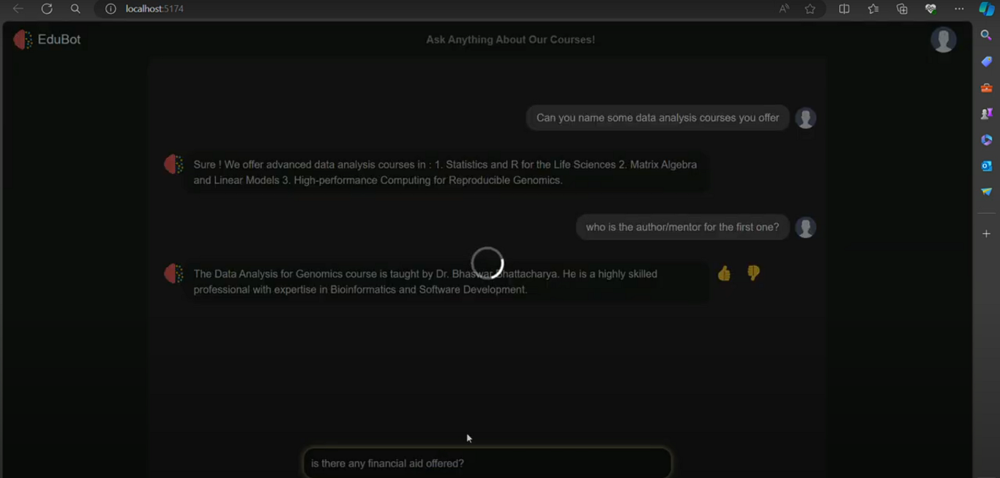 localhost:5174
EduBot
Ask Anything About Our Courses!
Can you name some data analysis courses you offer
Sure ! We offer advanced data analysis courses in : 1. Statistics and R for the Life Sciences 2. Matrix Algebra
and Linear Models 3. High-performance Computing for Reproducible Genomics.
who is the author/mentor for the first one?
The Data Analysis for Genomics course is taught by Dr. Bhaswar Bhattacharya. He is a highly skilled
professional with expertise in Bioinformatics and Software Development.
is there any financial aid offered?